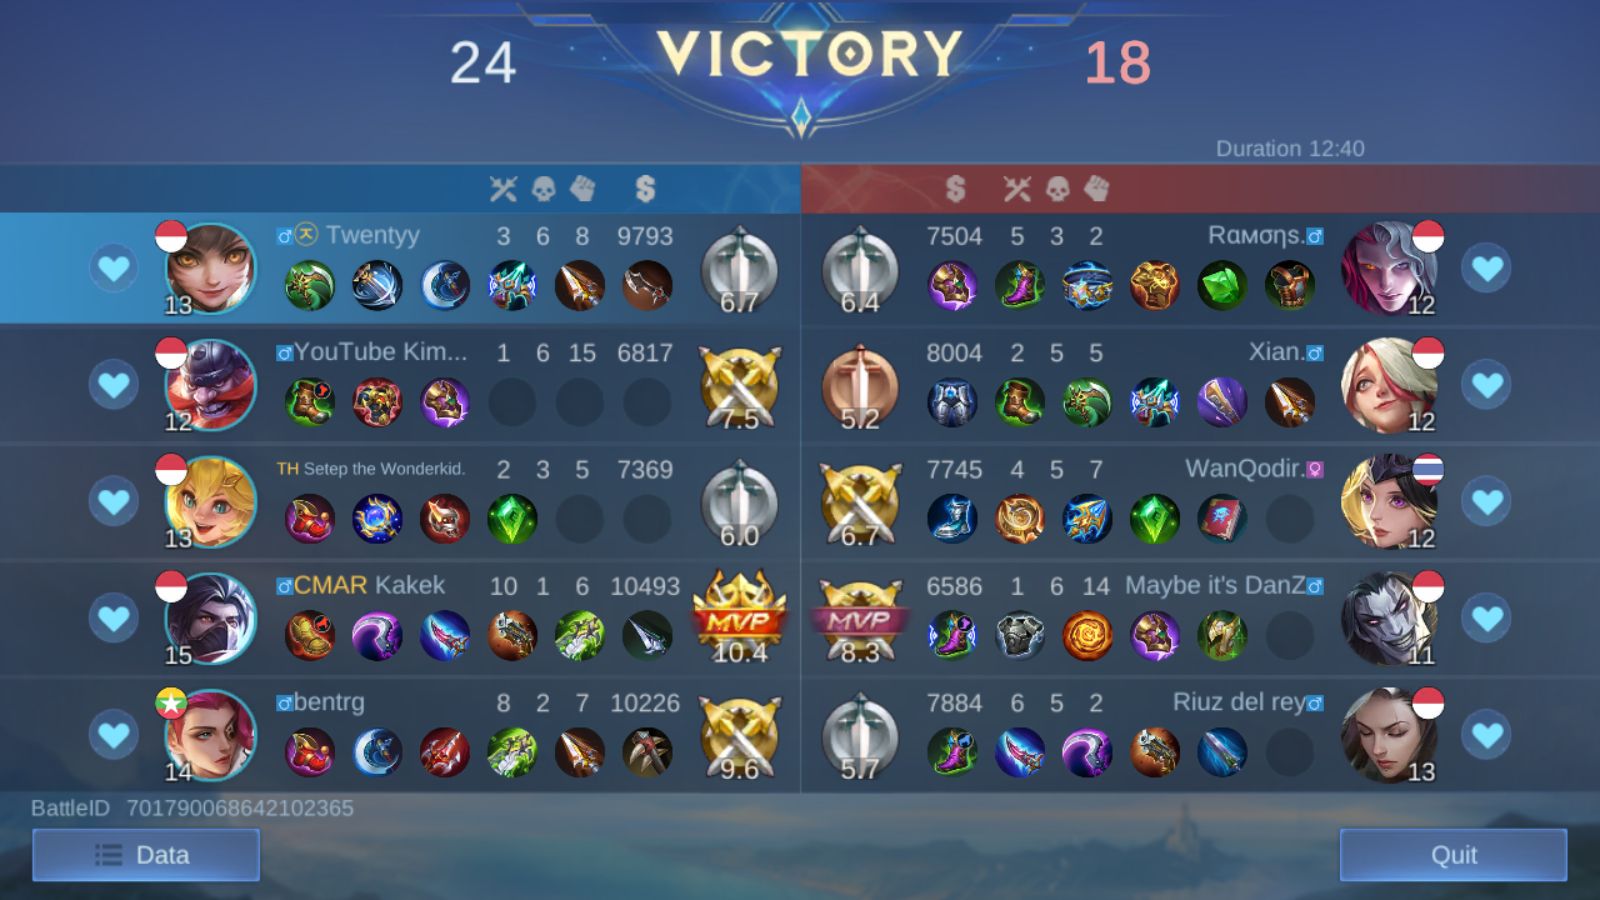 24 VICTORY 18
Duration 12:40
Twentyy 3 6 8 9793 6.7
13
6.4 7504 5 3 2 Rαмσηs.
12
YouTube Kim... 1 6 15 6817 7.5
12
5.2 8004 2 5 5 Xian.
12
TH Setep the Wonderkid. 2 3 5 7369 6.0
13
6.7 7745 4 5 7 WanQodir.
12
CMAR Kakek 10 1 6 10493 MVP 10.4
15
MVP 8.3 6586 1 6 14 Maybe it's DanZ
11
bentrg 8 2 7 10226 9.6
14
5.7 7884 6 5 2 Riuz del rey
13
BattleID 701790068642102365
Data
Quit